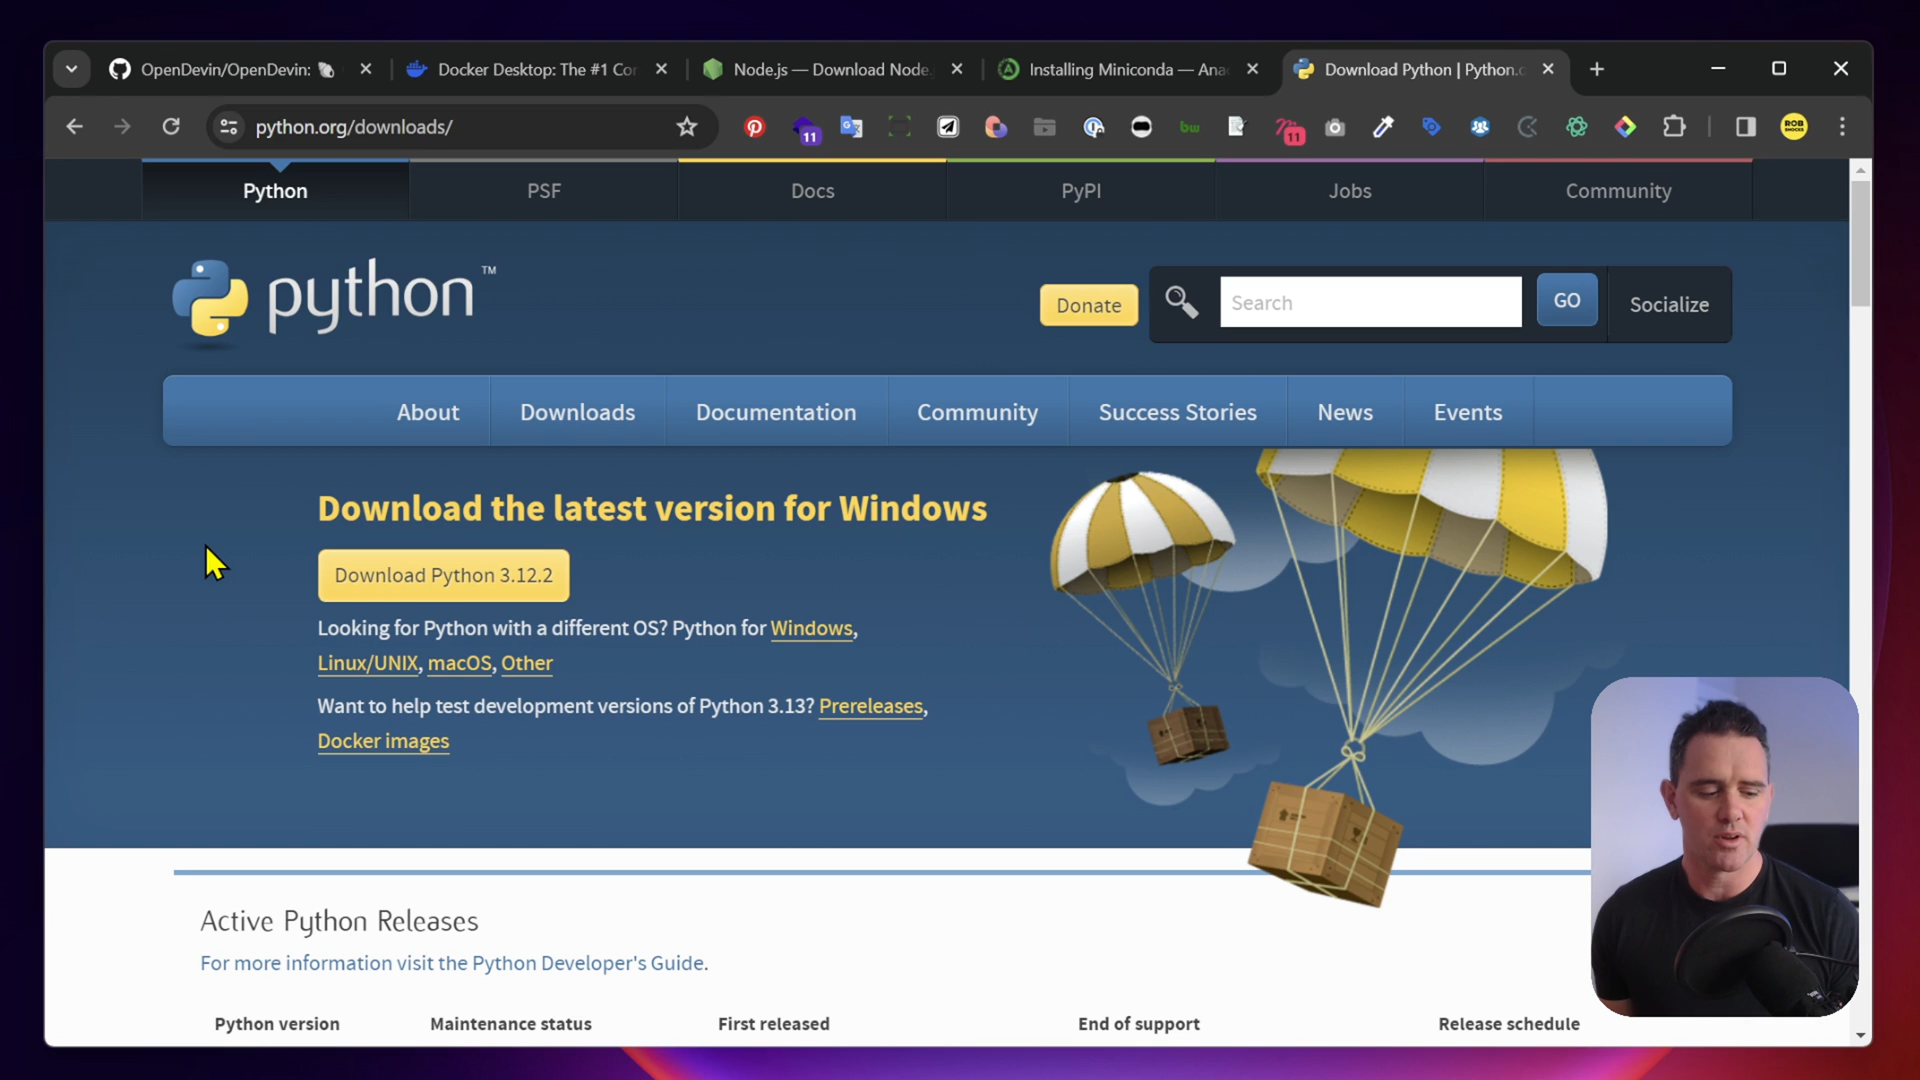 OpenDevin/OpenDevin:
Docker Desktop: The #1 Cor
Node.js — Download Node.
Installing Miniconda — Ana
Download Python | Python.o
python.org/downloads/
11
bw
11
ROB
Python
PSF
Docs
PyPI
Jobs
Community
python™
Donate
Search
GO
Socialize
About
Downloads
Documentation
Community
Success Stories
News
Events
Download the latest version for Windows
Download Python 3.12.2
Looking for Python with a different OS? Python for Windows,
Linux/UNIX, macOS, Other
Want to help test development versions of Python 3.13? Prereleases,
Docker images
Active Python Releases
For more information visit the Python Developer's Guide.
Python version
Maintenance status
First released
End of support
Release schedule